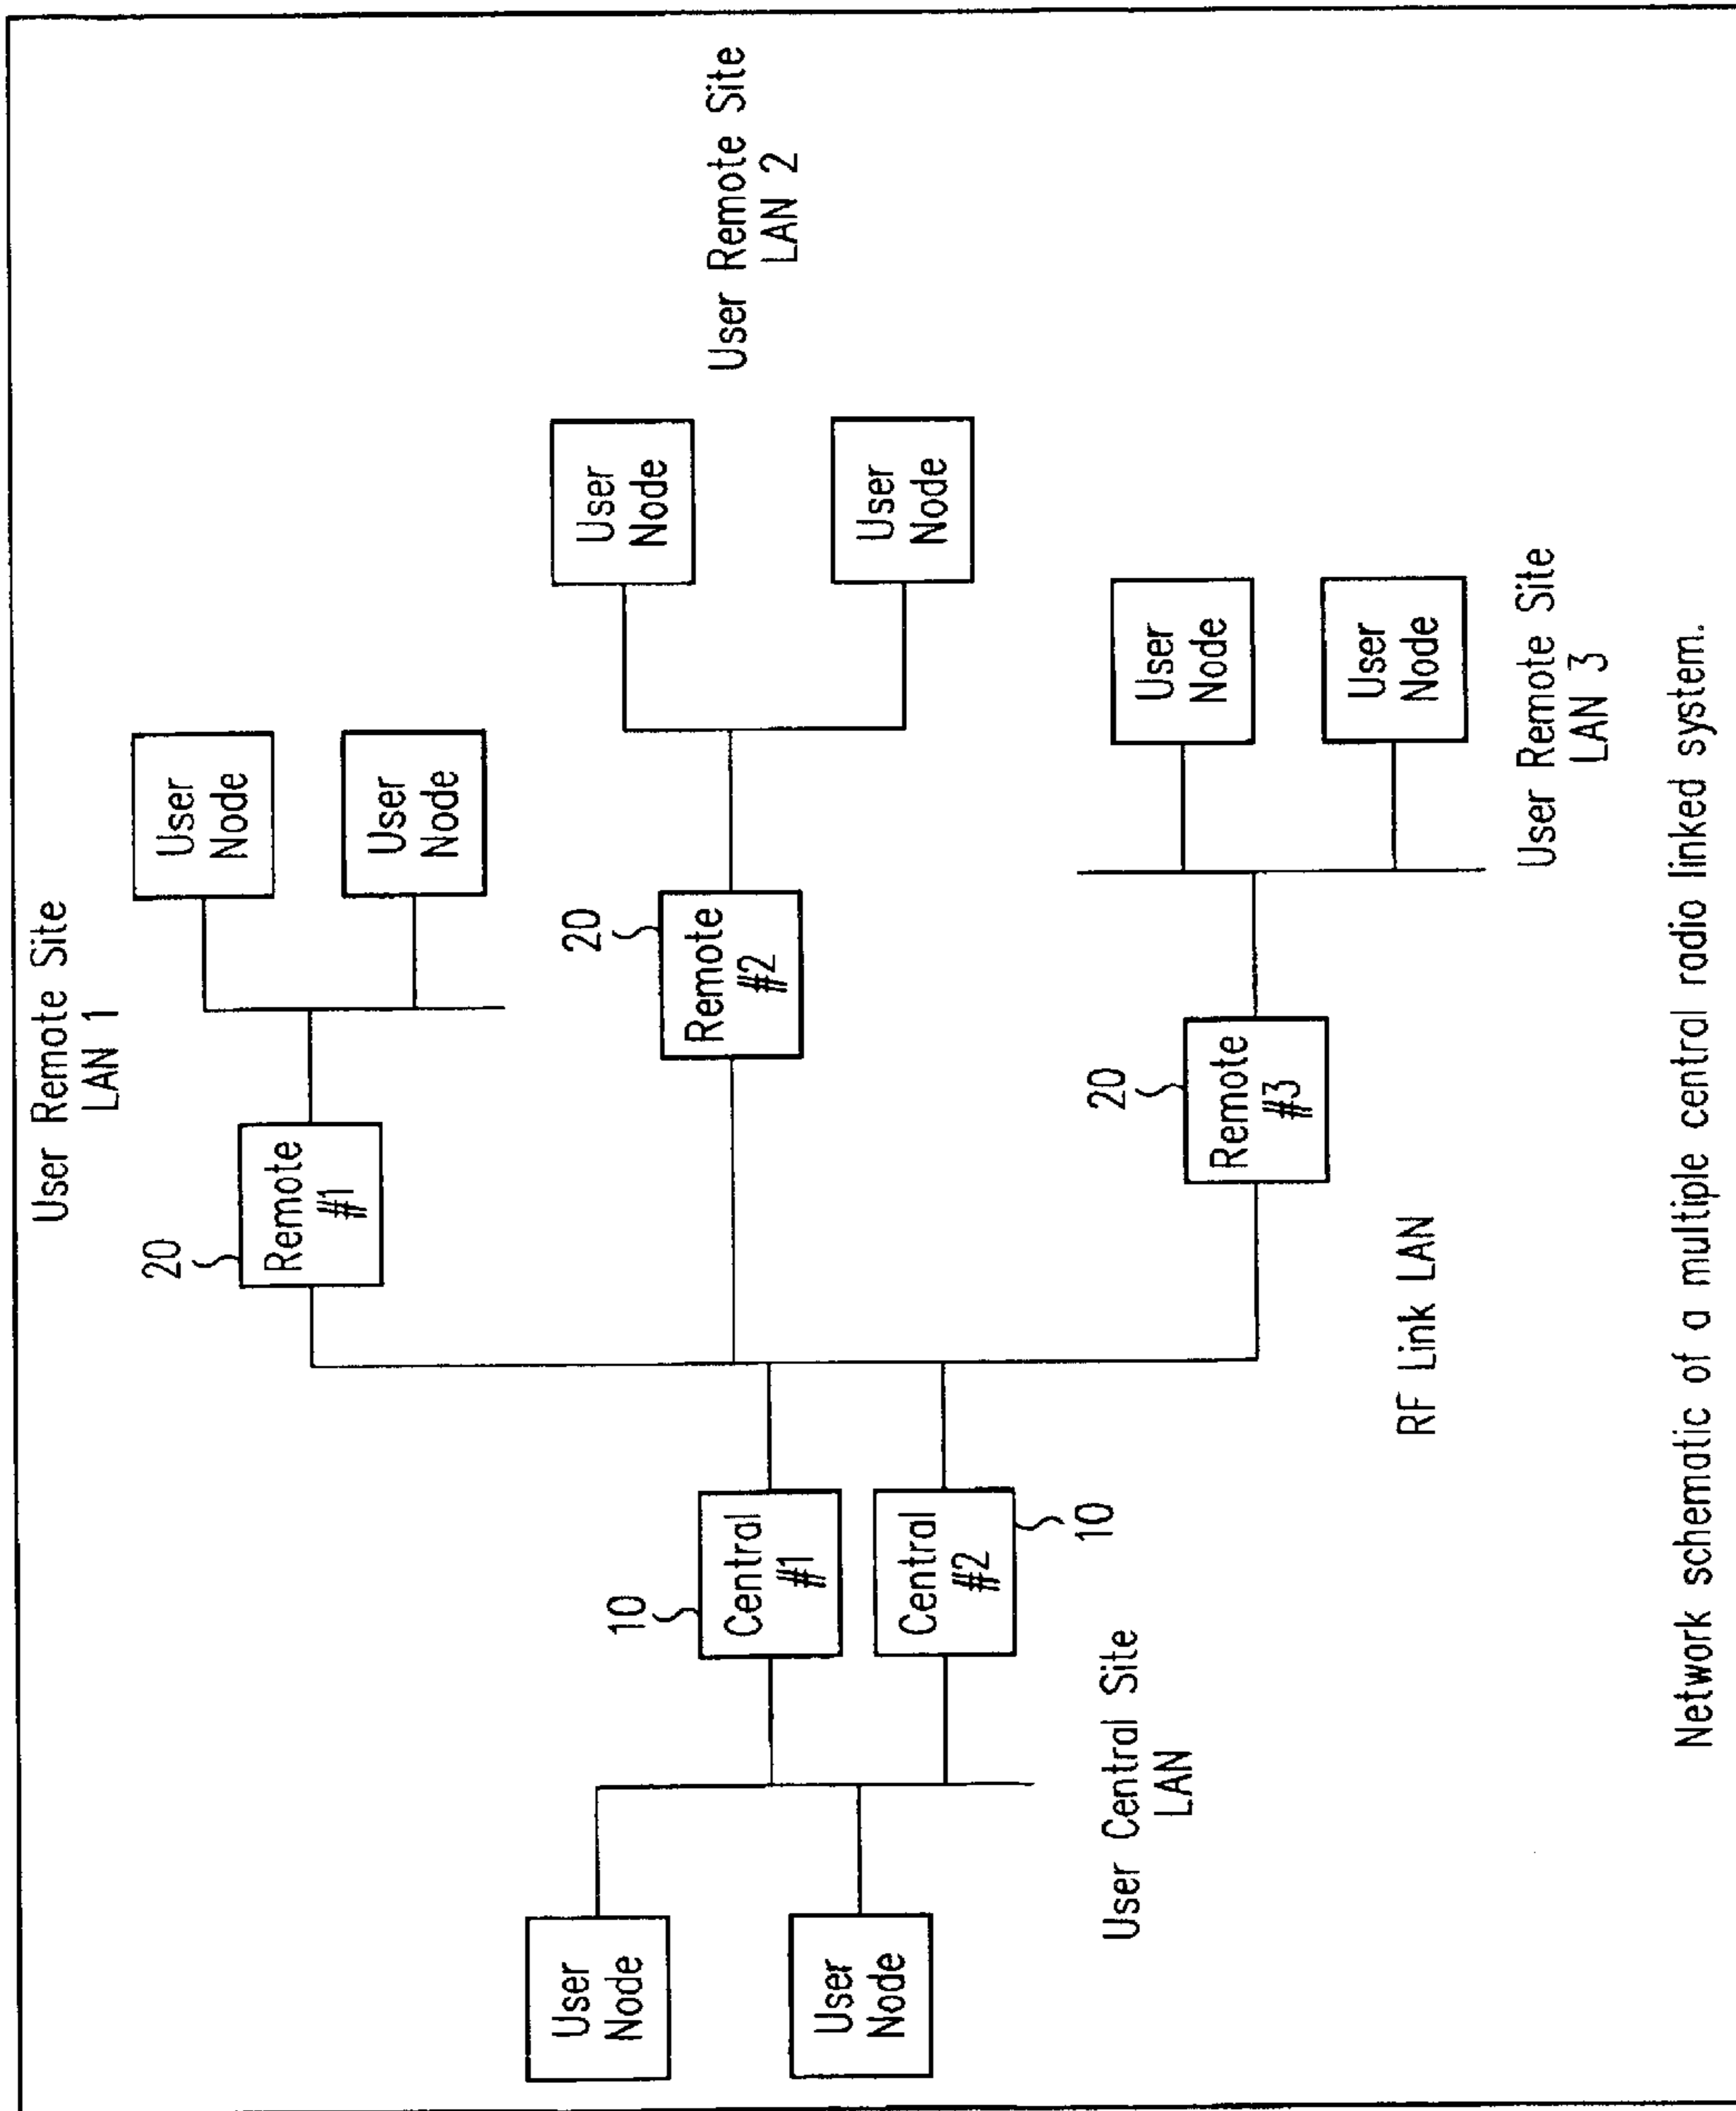 User Remote Site
LAN 1
User
Node
User
Node
20
Remote
#1
User Remote Site
LAN 2
User
Node
User
Node
20
Remote
#2
User
Node
User
Node
User Remote Site
LAN 3
20
Remote
#3
RF Link LAN
10
Central
#1
Central
#2
10
User
Node
User
Node
User Central Site
LAN
Network schematic of a multiple central radio linked system.